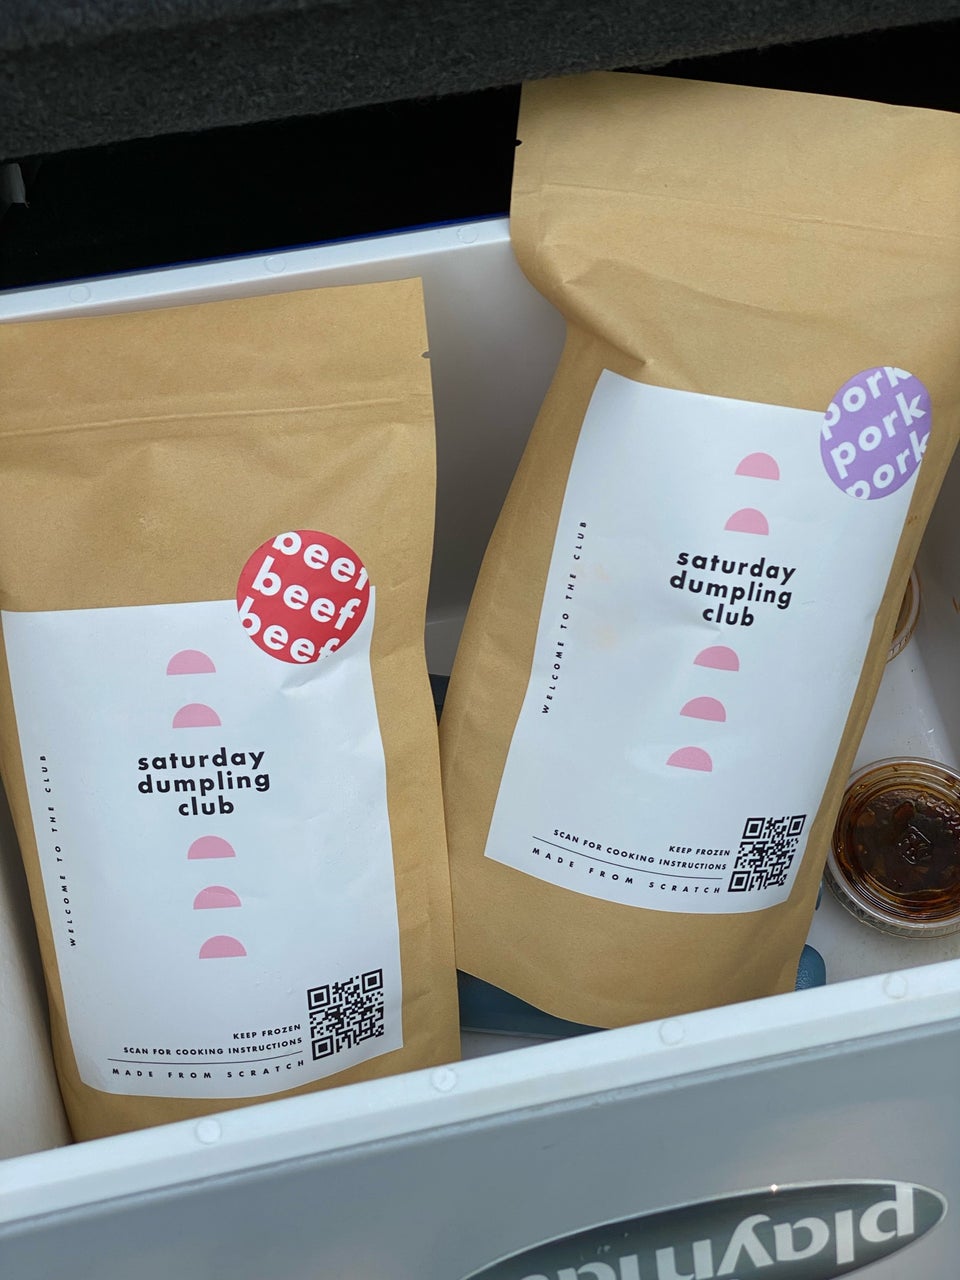 beef
beef
beef
saturday
dumpling
club
WELCOME TO THE CLUB
KEEP FROZEN
SCAN FOR COOKING INSTRUCTIONS
MADE FROM SCRATCH
pork
pork
pork
saturday
dumpling
club
WELCOME TO THE CLUB
KEEP FROZEN
SCAN FOR COOKING INSTRUCTIONS
MADE FROM SCRATCH